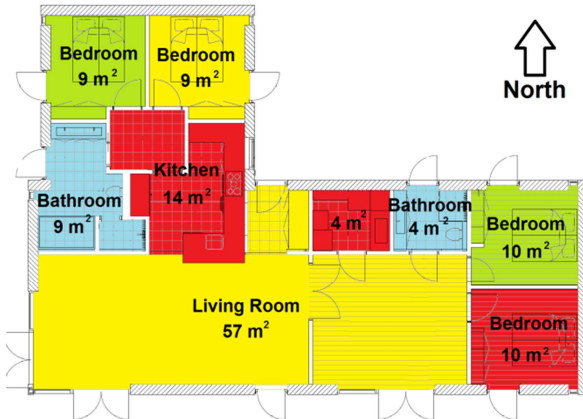 Bedroom
9 m²
Bedroom
9 m²
North
Kitchen
14 m²
Bathroom
9 m²
4 m²
Bathroom
4 m²
Bedroom
10 m²
Living Room
57 m²
Bedroom
10 m²